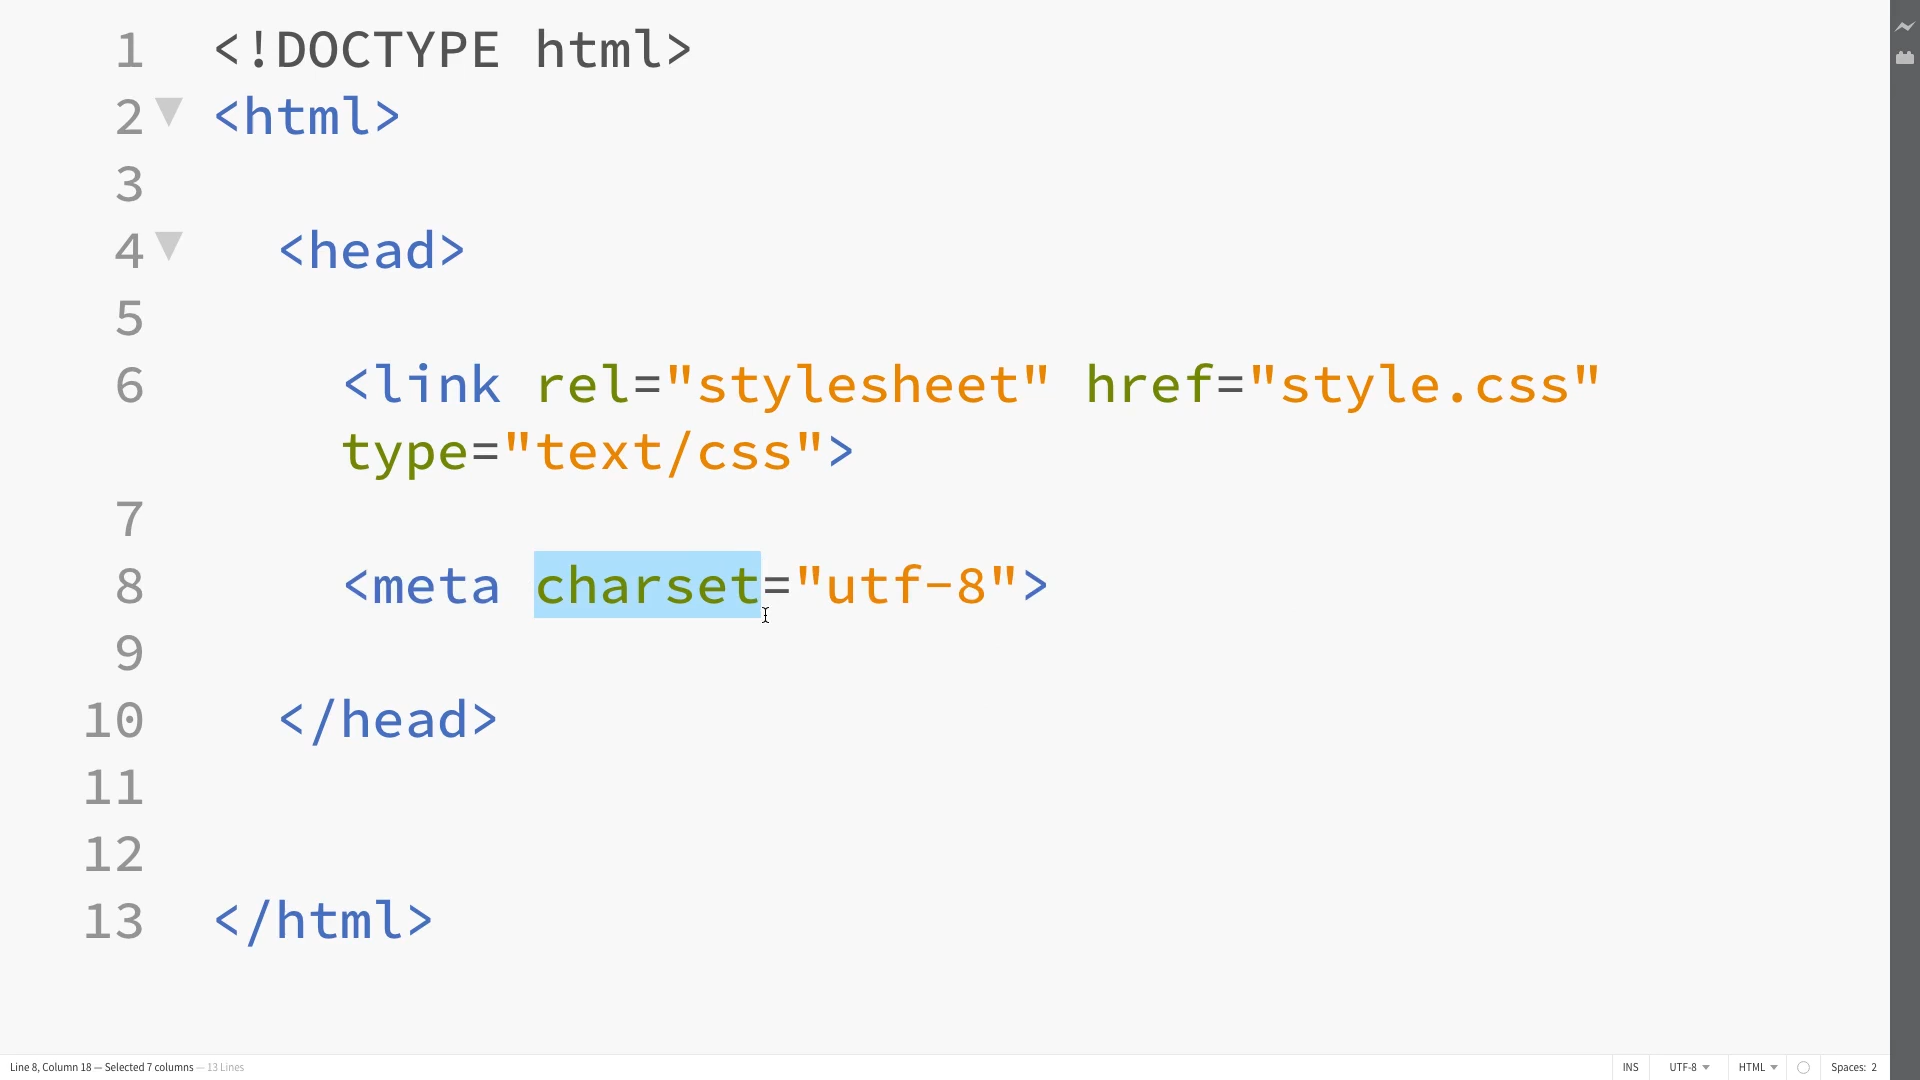 1 <!DOCTYPE html>
2 <html>
3
4   <head>
5
6     <link rel="stylesheet" href="style.css"
    type="text/css">
7
8     <meta charset="utf-8">
9
10   </head>
11
12
13 </html>
Line 8, Column 18 — Selected 7 columns — 13 Lines
INS UTF-8 HTML Spaces: 2